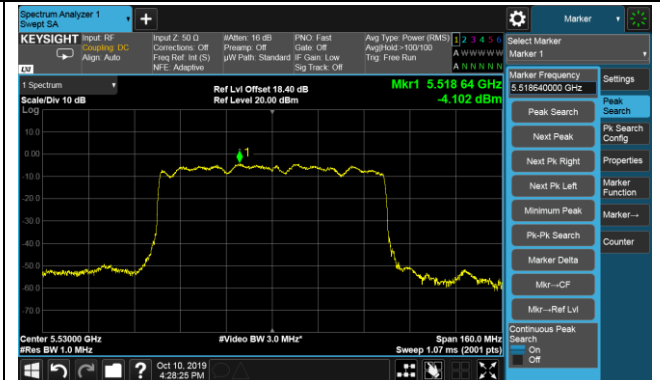 Spectrum Analyzer 1
Swept SA
Marker
KEYSIGHT
Input: RF
Coupling: DC
Align: Auto
Input Z: 50 Ω
Corrections: Off
Freq Ref: Int (S)
NFE: Adaptive
#Atten: 16 dB
Preamp: Off
µW Path: Standard
PNO: Fast
Gate: Off
IF Gain: Low
Sig Track: Off
Avg Type: Power (RMS)
Avg|Hold:>100/100
Trig: Free Run
1 2 3 4 5 6
A W W W W W
A N N N N N
LXI
Select Marker
Marker 1
1 Spectrum
Scale/Div 10 dB
Log
Ref Lvl Offset 18.40 dB
Ref Level 20.00 dBm
Mkr1 5.518 64 GHz
-4.102 dBm
10.0
0.00
-10.0
-20.0
-30.0
-40.0
-50.0
-60.0
-70.0
1
Center 5.53000 GHz
#Res BW 1.0 MHz
#Video BW 3.0 MHz*
Span 160.0 MHz
Sweep 1.07 ms (2001 pts)
Marker Frequency
5.518640000 GHz
Peak Search
Next Peak
Next Pk Right
Next Pk Left
Minimum Peak
Pk-Pk Search
Marker Delta
Mkr→CF
Mkr→Ref Lvl
Continuous Peak
Search
On
Off
Settings
Peak
Search
Pk Search
Config
Properties
Marker
Function
Marker→
Counter
?
Oct 10, 2019
4:28:25 PM